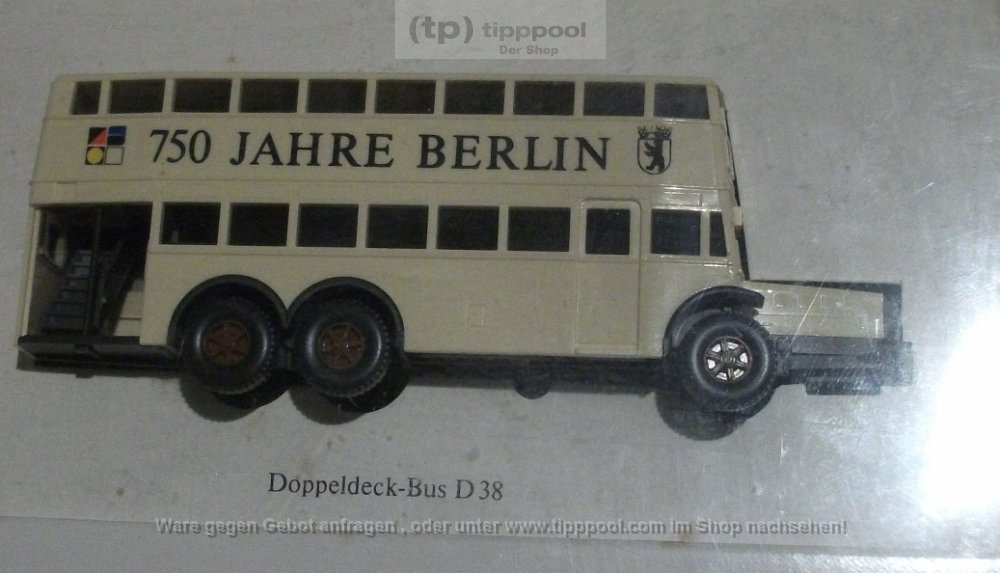 (tp) tipppool
Der Shop
750 JAHRE BERLIN
Doppeldeck-Bus D 38
Ware gegen Gebot anfragen , oder unter www.tipppool.com im Shop nachsehen!